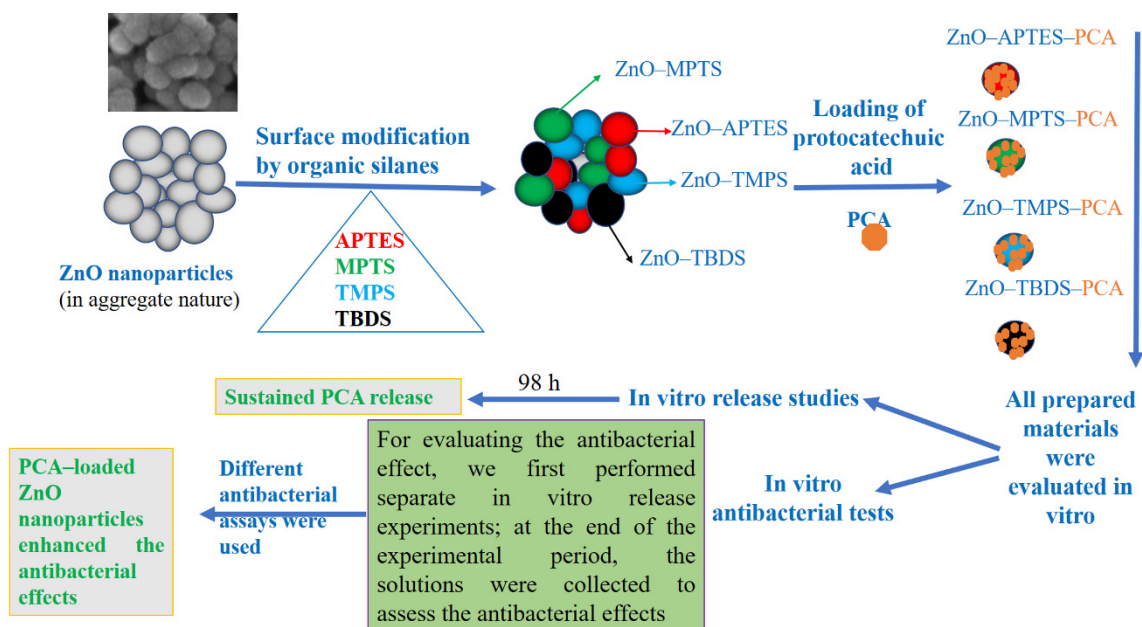 ZnO nanoparticles
(in aggregate nature)
Surface modification
by organic silanes
APTES
MPTS
TMPS
TBDS
ZnO–MPTS
ZnO–APTES
ZnO–TMPS
ZnO–TBDS
Loading of
protocatechuic
acid
PCA
ZnO–APTES–PCA
ZnO–MPTS–PCA
ZnO–TMPS–PCA
ZnO–TBDS–PCA
All prepared
materials
were
evaluated in
vitro
In vitro release studies
98 h
Sustained PCA release
In vitro
antibacterial tests
For evaluating the antibacterial
effect, we first performed
separate in vitro release
experiments; at the end of the
experimental period, the
solutions were collected to
assess the antibacterial effects
Different
antibacterial
assays were
used
PCA–loaded
ZnO
nanoparticles
enhanced the
antibacterial
effects